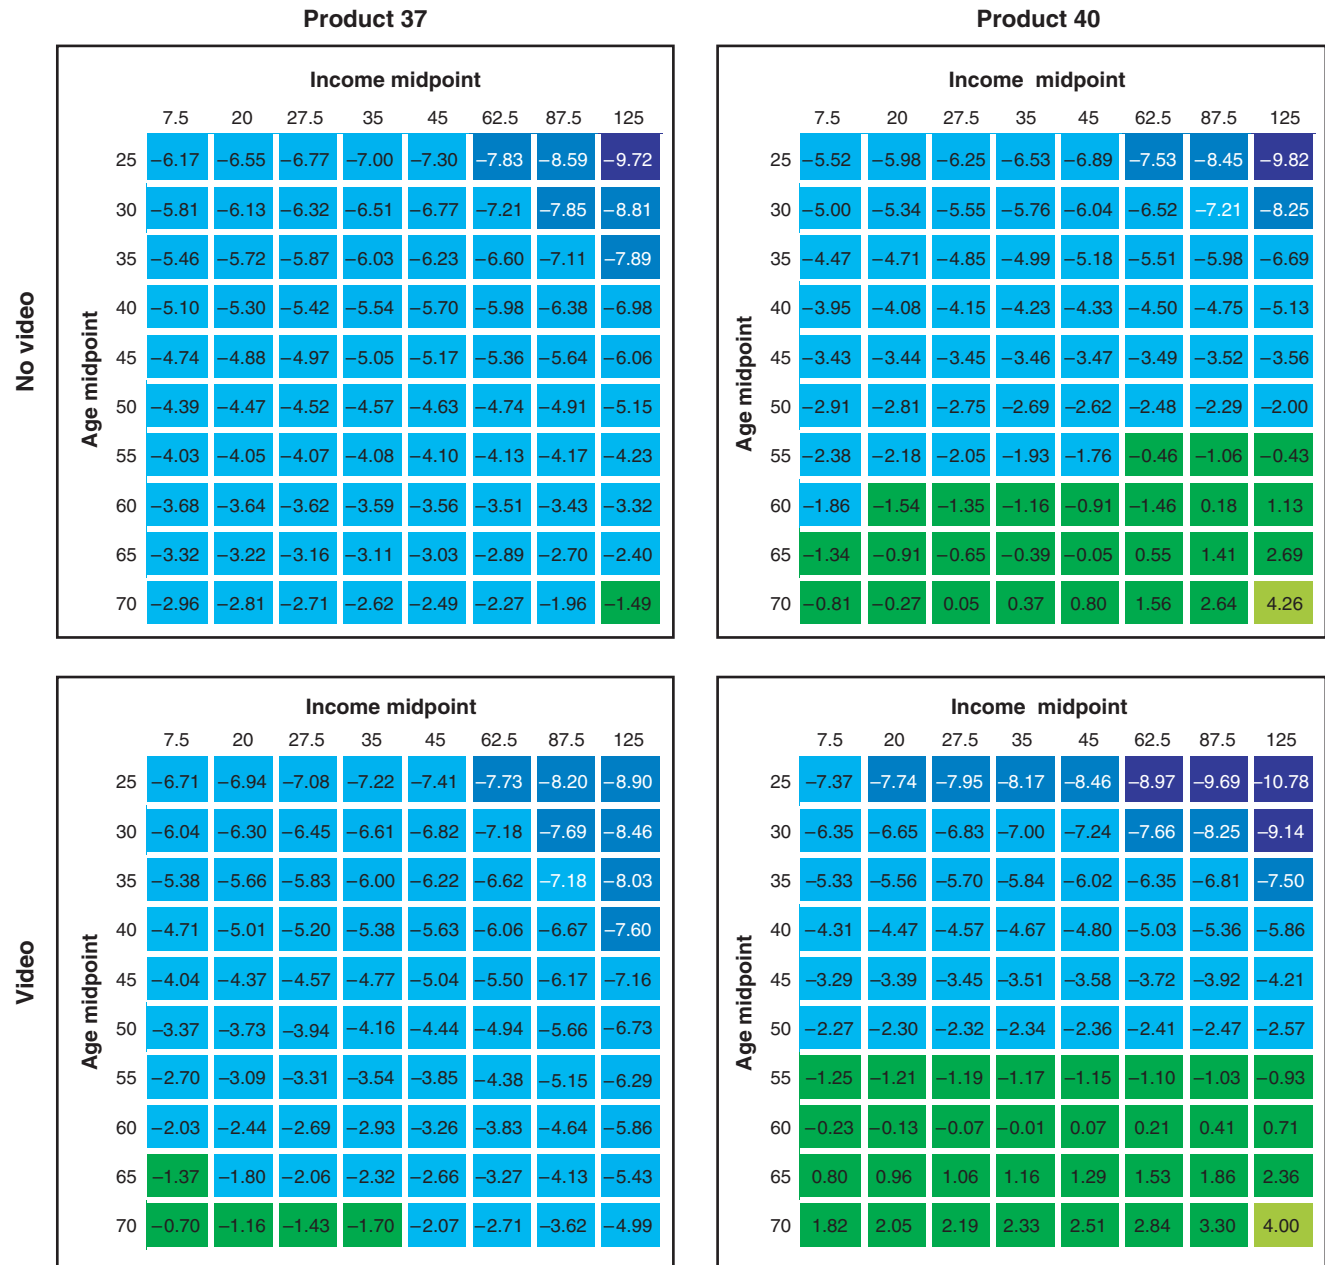 Product 37
Product 40
No video
Income midpoint
7.5 20 27.5 35 45 62.5 87.5 125
Age midpoint
25 −6.17 −6.55 −6.77 −7.00 −7.30 −7.83 −8.59 −9.72
30 −5.81 −6.13 −6.32 −6.51 −6.77 −7.21 −7.85 −8.81
35 −5.46 −5.72 −5.87 −6.03 −6.23 −6.60 −7.11 −7.89
40 −5.10 −5.30 −5.42 −5.54 −5.70 −5.98 −6.38 −6.98
45 −4.74 −4.88 −4.97 −5.05 −5.17 −5.36 −5.64 −6.06
50 −4.39 −4.47 −4.52 −4.57 −4.63 −4.74 −4.91 −5.15
55 −4.03 −4.05 −4.07 −4.08 −4.10 −4.13 −4.17 −4.23
60 −3.68 −3.64 −3.62 −3.59 −3.56 −3.51 −3.43 −3.32
65 −3.32 −3.22 −3.16 −3.11 −3.03 −2.89 −2.70 −2.40
70 −2.96 −2.81 −2.71 −2.62 −2.49 −2.27 −1.96 −1.49
Income midpoint
7.5 20 27.5 35 45 62.5 87.5 125
Age midpoint
25 −5.52 −5.98 −6.25 −6.53 −6.89 −7.53 −8.45 −9.82
30 −5.00 −5.34 −5.55 −5.76 −6.04 −6.52 −7.21 −8.25
35 −4.47 −4.71 −4.85 −4.99 −5.18 −5.51 −5.98 −6.69
40 −3.95 −4.08 −4.15 −4.23 −4.33 −4.50 −4.75 −5.13
45 −3.43 −3.44 −3.45 −3.46 −3.47 −3.49 −3.52 −3.56
50 −2.91 −2.81 −2.75 −2.69 −2.62 −2.48 −2.29 −2.00
55 −2.38 −2.18 −2.05 −1.93 −1.76 −0.46 −1.06 −0.43
60 −1.86 −1.54 −1.35 −1.16 −0.91 −1.46 0.18 1.13
65 −1.34 −0.91 −0.65 −0.39 −0.05 0.55 1.41 2.69
70 −0.81 −0.27 0.05 0.37 0.80 1.56 2.64 4.26
Video
Income midpoint
7.5 20 27.5 35 45 62.5 87.5 125
Age midpoint
25 −6.71 −6.94 −7.08 −7.22 −7.41 −7.73 −8.20 −8.90
30 −6.04 −6.30 −6.45 −6.61 −6.82 −7.18 −7.69 −8.46
35 −5.38 −5.66 −5.83 −6.00 −6.22 −6.62 −7.18 −8.03
40 −4.71 −5.01 −5.20 −5.38 −5.63 −6.06 −6.67 −7.60
45 −4.04 −4.37 −4.57 −4.77 −5.04 −5.50 −6.17 −7.16
50 −3.37 −3.73 −3.94 −4.16 −4.44 −4.94 −5.66 −6.73
55 −2.70 −3.09 −3.31 −3.54 −3.85 −4.38 −5.15 −6.29
60 −2.03 −2.44 −2.69 −2.93 −3.26 −3.83 −4.64 −5.86
65 −1.37 −1.80 −2.06 −2.32 −2.66 −3.27 −4.13 −5.43
70 −0.70 −1.16 −1.43 −1.70 −2.07 −2.71 −3.62 −4.99
Income midpoint
7.5 20 27.5 35 45 62.5 87.5 125
Age midpoint
25 −7.37 −7.74 −7.95 −8.17 −8.46 −8.97 −9.69 −10.78
30 −6.35 −6.65 −6.83 −7.00 −7.24 −7.66 −8.25 −9.14
35 −5.33 −5.56 −5.70 −5.84 −6.02 −6.35 −6.81 −7.50
40 −4.31 −4.47 −4.57 −4.67 −4.80 −5.03 −5.36 −5.86
45 −3.29 −3.39 −3.45 −3.51 −3.58 −3.72 −3.92 −4.21
50 −2.27 −2.30 −2.32 −2.34 −2.36 −2.41 −2.47 −2.57
55 −1.25 −1.21 −1.19 −1.17 −1.15 −1.10 −1.03 −0.93
60 −0.23 −0.13 −0.07 −0.01 0.07 0.21 0.41 0.71
65 0.80 0.96 1.06 1.16 1.29 1.53 1.86 2.36
70 1.82 2.05 2.19 2.33 2.51 2.84 3.30 4.00